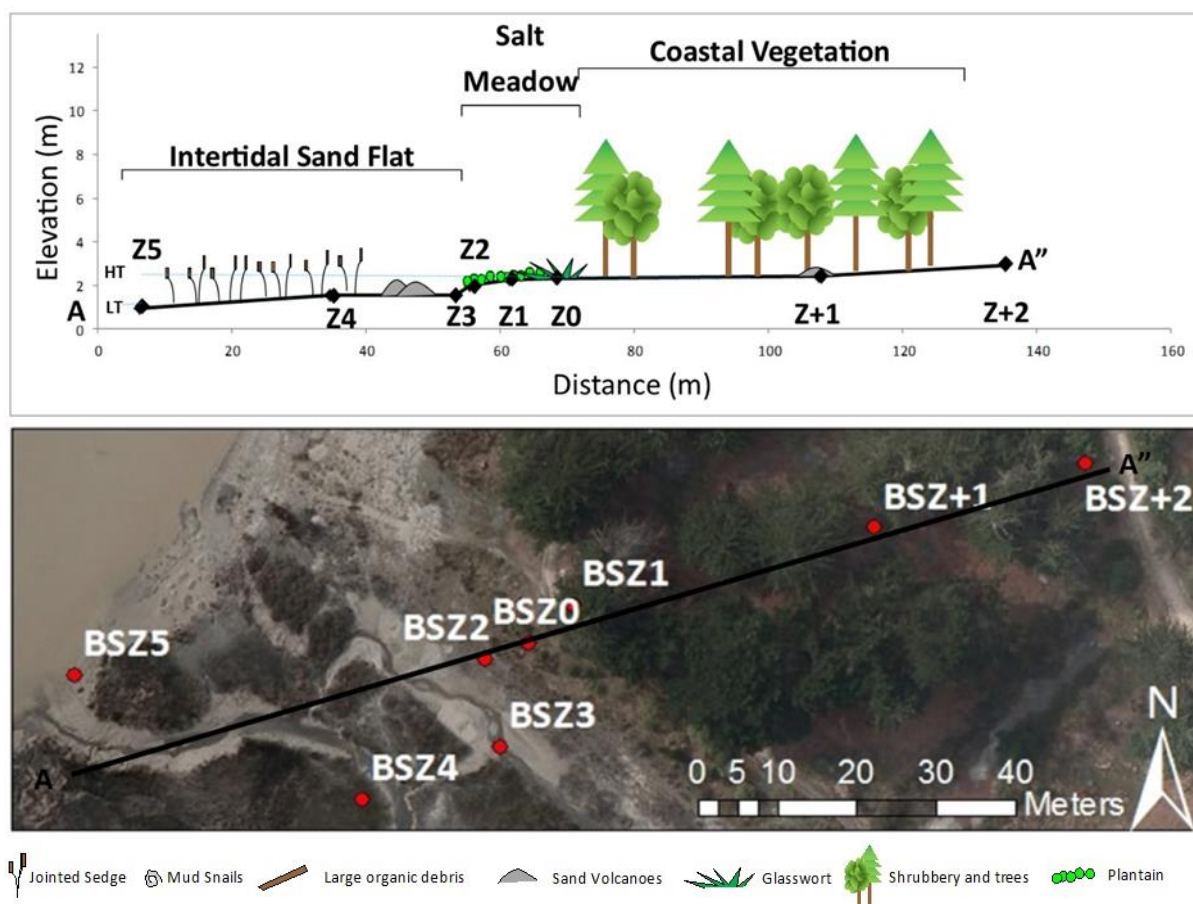 Salt
Meadow
Coastal Vegetation
Intertidal Sand Flat
Elevation (m)
12
10
8
6
4
2
0
HT
LT
A
Z5
Z4
Z3
Z2
Z1
Z0
Z+1
Z+2
A”
0 20 40 60 80 100 120 140 160
Distance (m)
A”
BSZ+1
BSZ+2
BSZ1
BSZ0
BSZ2
BSZ5
BSZ3
BSZ4
A
N
0 5 10 20 30 40
Meters
Jointed Sedge Mud Snails Large organic debris Sand Volcanoes Glasswort Shrubbery and trees Plantain